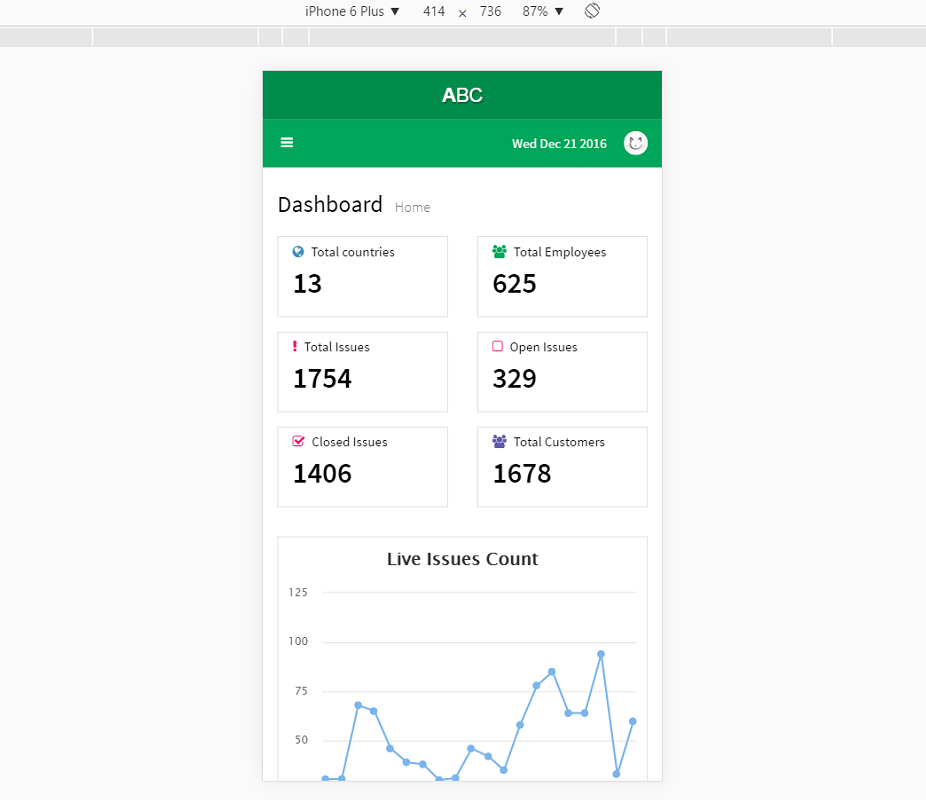 iPhone 6 Plus ▼ 414 × 736 87% ▼
ABC
Wed Dec 21 2016
Dashboard Home
Total countries
13
Total Employees
625
Total Issues
1754
Open Issues
329
Closed Issues
1406
Total Customers
1678
Live Issues Count
125
100
75
50